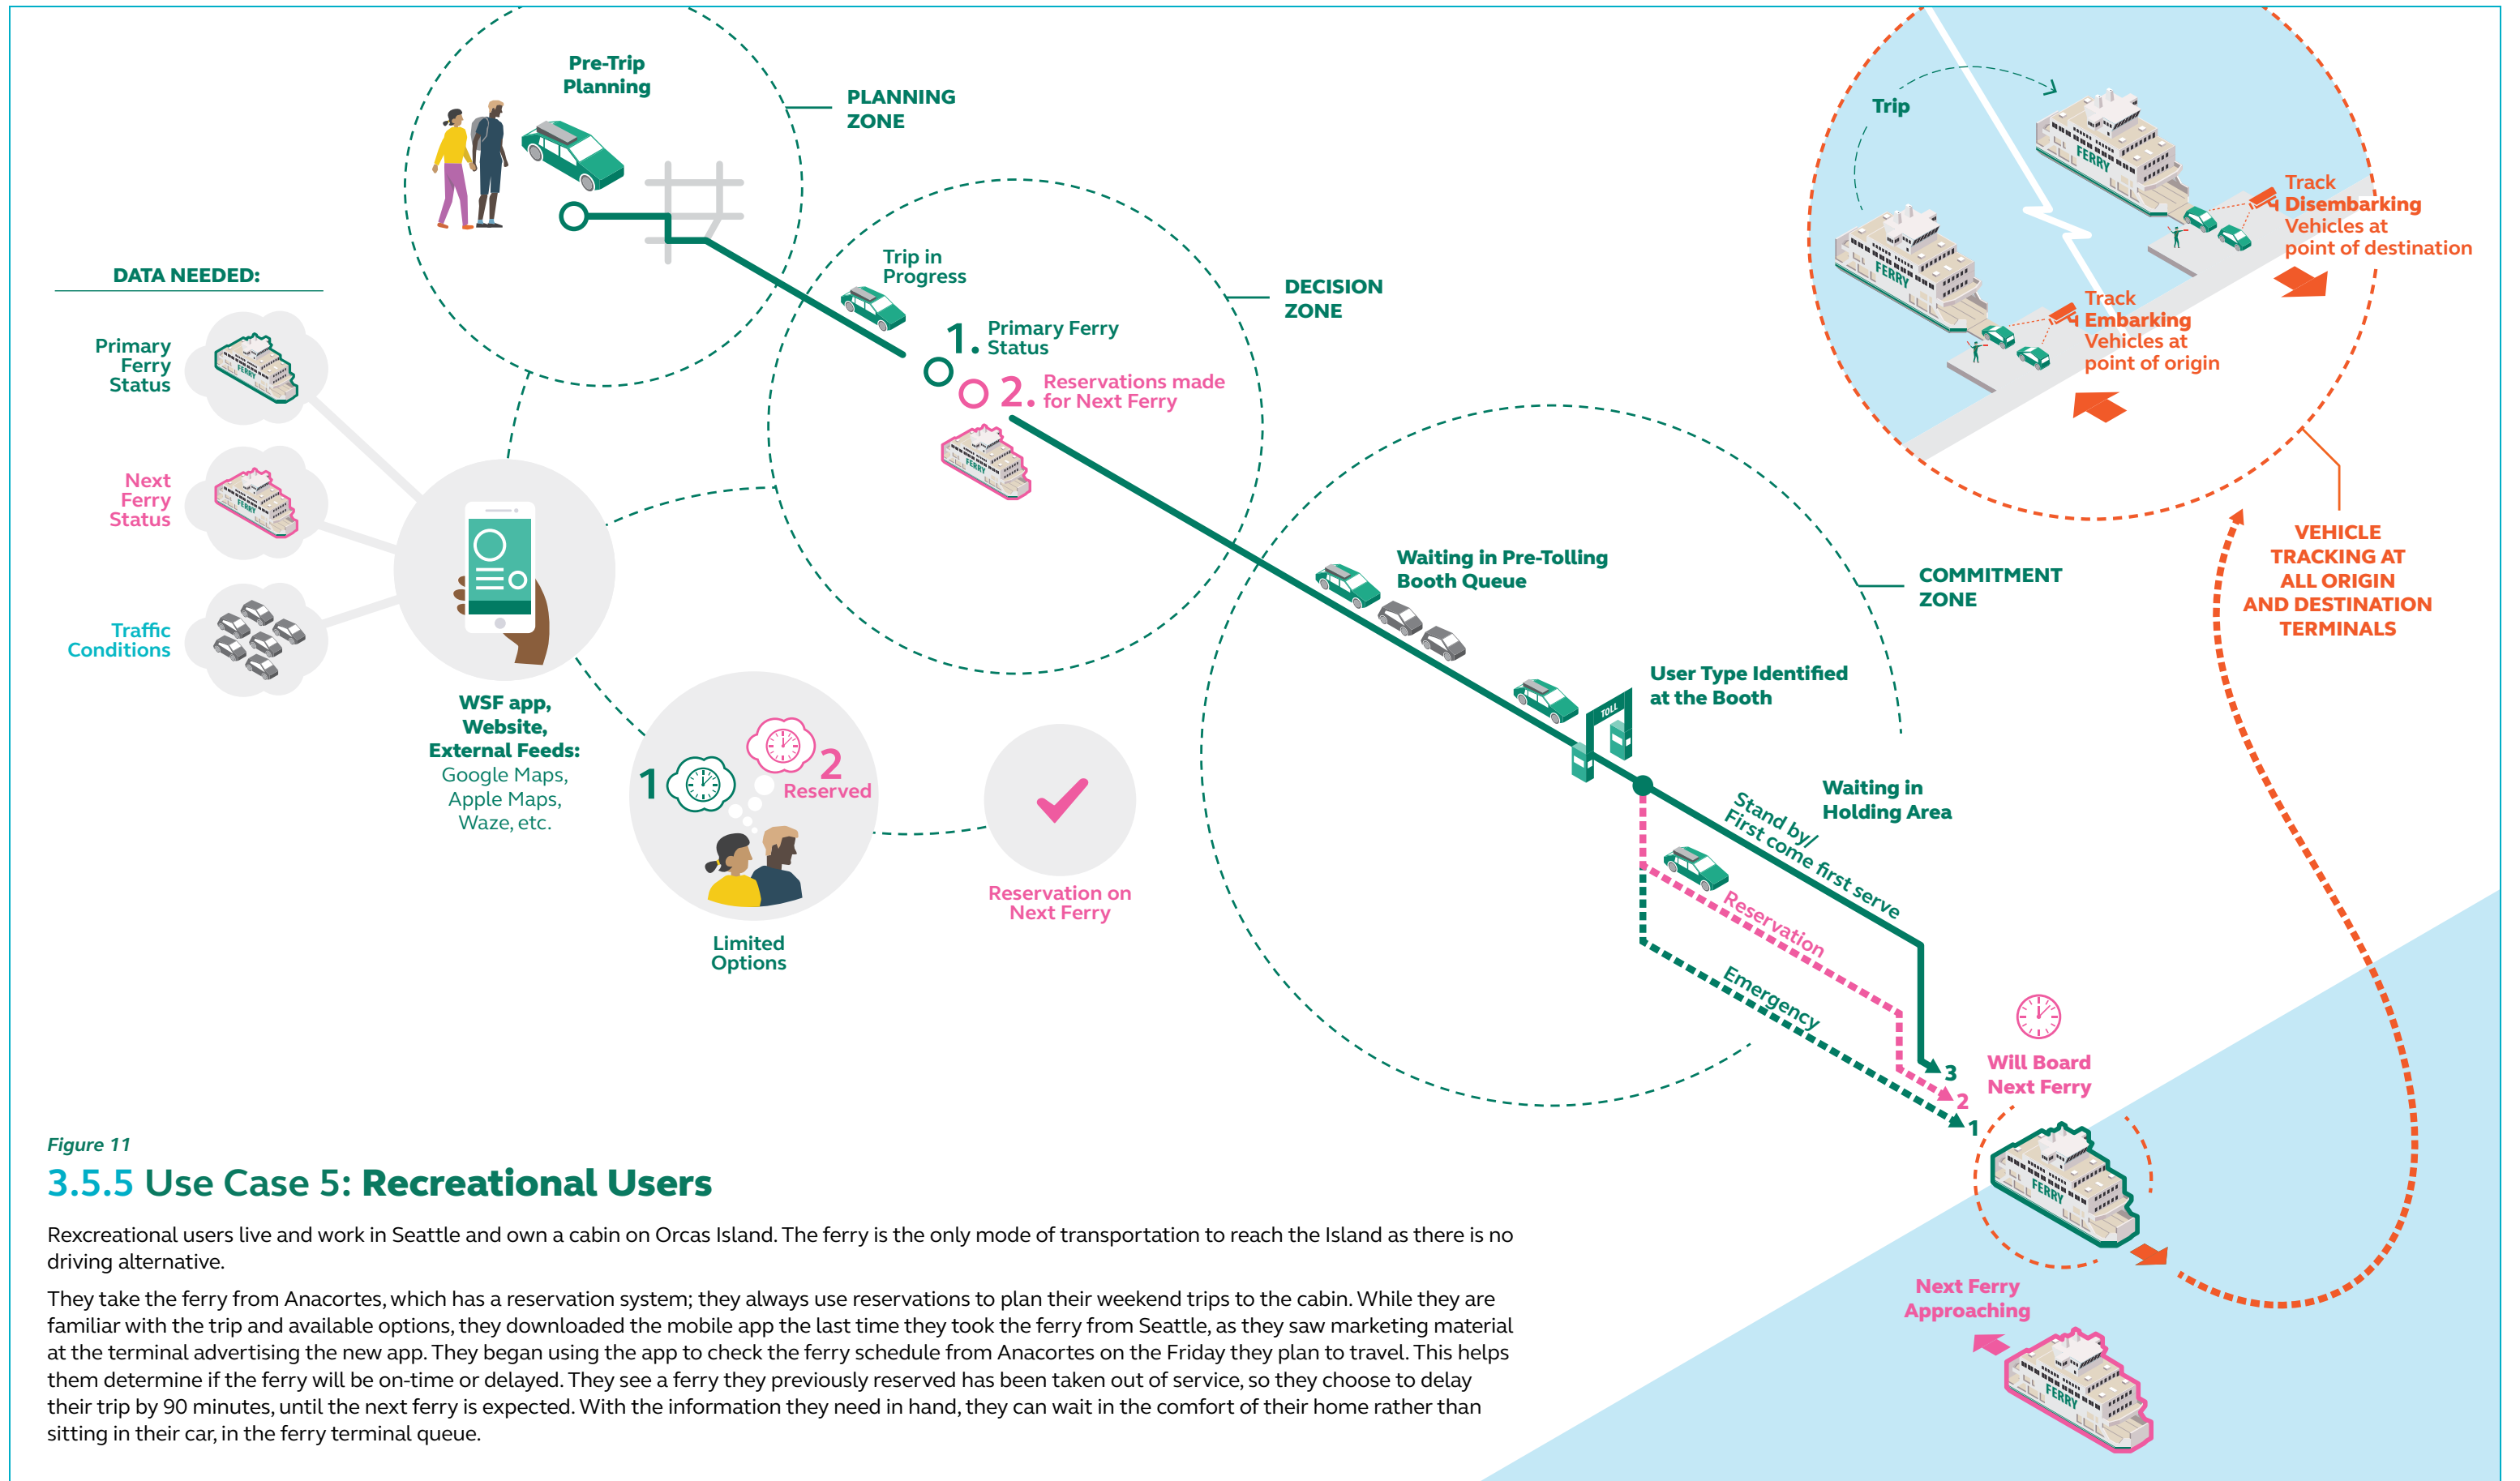 Pre-Trip
Planning
PLANNING
ZONE
Trip in
Progress
1. Primary Ferry
Status
2. Reservations made
for Next Ferry
FERRY
DECISION
ZONE
DATA NEEDED:
Primary
Ferry
Status
FERRY
Next
Ferry
Status
FERRY
Traffic
Conditions
WSF app,
Website,
External Feeds:
Google Maps,
Apple Maps,
Waze, etc.
1
2
Reserved
Limited
Options
Reservation on
Next Ferry
Waiting in Pre-Tolling
Booth Queue
COMMITMENT
ZONE
User Type Identified
at the Booth
TOLL
Waiting in
Holding Area
Stand by/
First come first serve
Reservation
Emergency
3
2
1
Will Board
Next Ferry
FERRY
Next Ferry
Approaching
FERRY
Trip
FERRY
FERRY
Track
Disembarking
Vehicles at
point of destination
Track
Embarking
Vehicles at
point of origin
VEHICLE
TRACKING AT
ALL ORIGIN
AND DESTINATION
TERMINALS
Figure 11
3.5.5 Use Case 5: Recreational Users
Rexcreational users live and work in Seattle and own a cabin on Orcas Island. The ferry is the only mode of transportation to reach the Island as there is no
driving alternative.
They take the ferry from Anacortes, which has a reservation system; they always use reservations to plan their weekend trips to the cabin. While they are
familiar with the trip and available options, they downloaded the mobile app the last time they took the ferry from Seattle, as they saw marketing material
at the terminal advertising the new app. They began using the app to check the ferry schedule from Anacortes on the Friday they plan to travel. This helps
them determine if the ferry will be on-time or delayed. They see a ferry they previously reserved has been taken out of service, so they choose to delay
their trip by 90 minutes, until the next ferry is expected. With the information they need in hand, they can wait in the comfort of their home rather than
sitting in their car, in the ferry terminal queue.